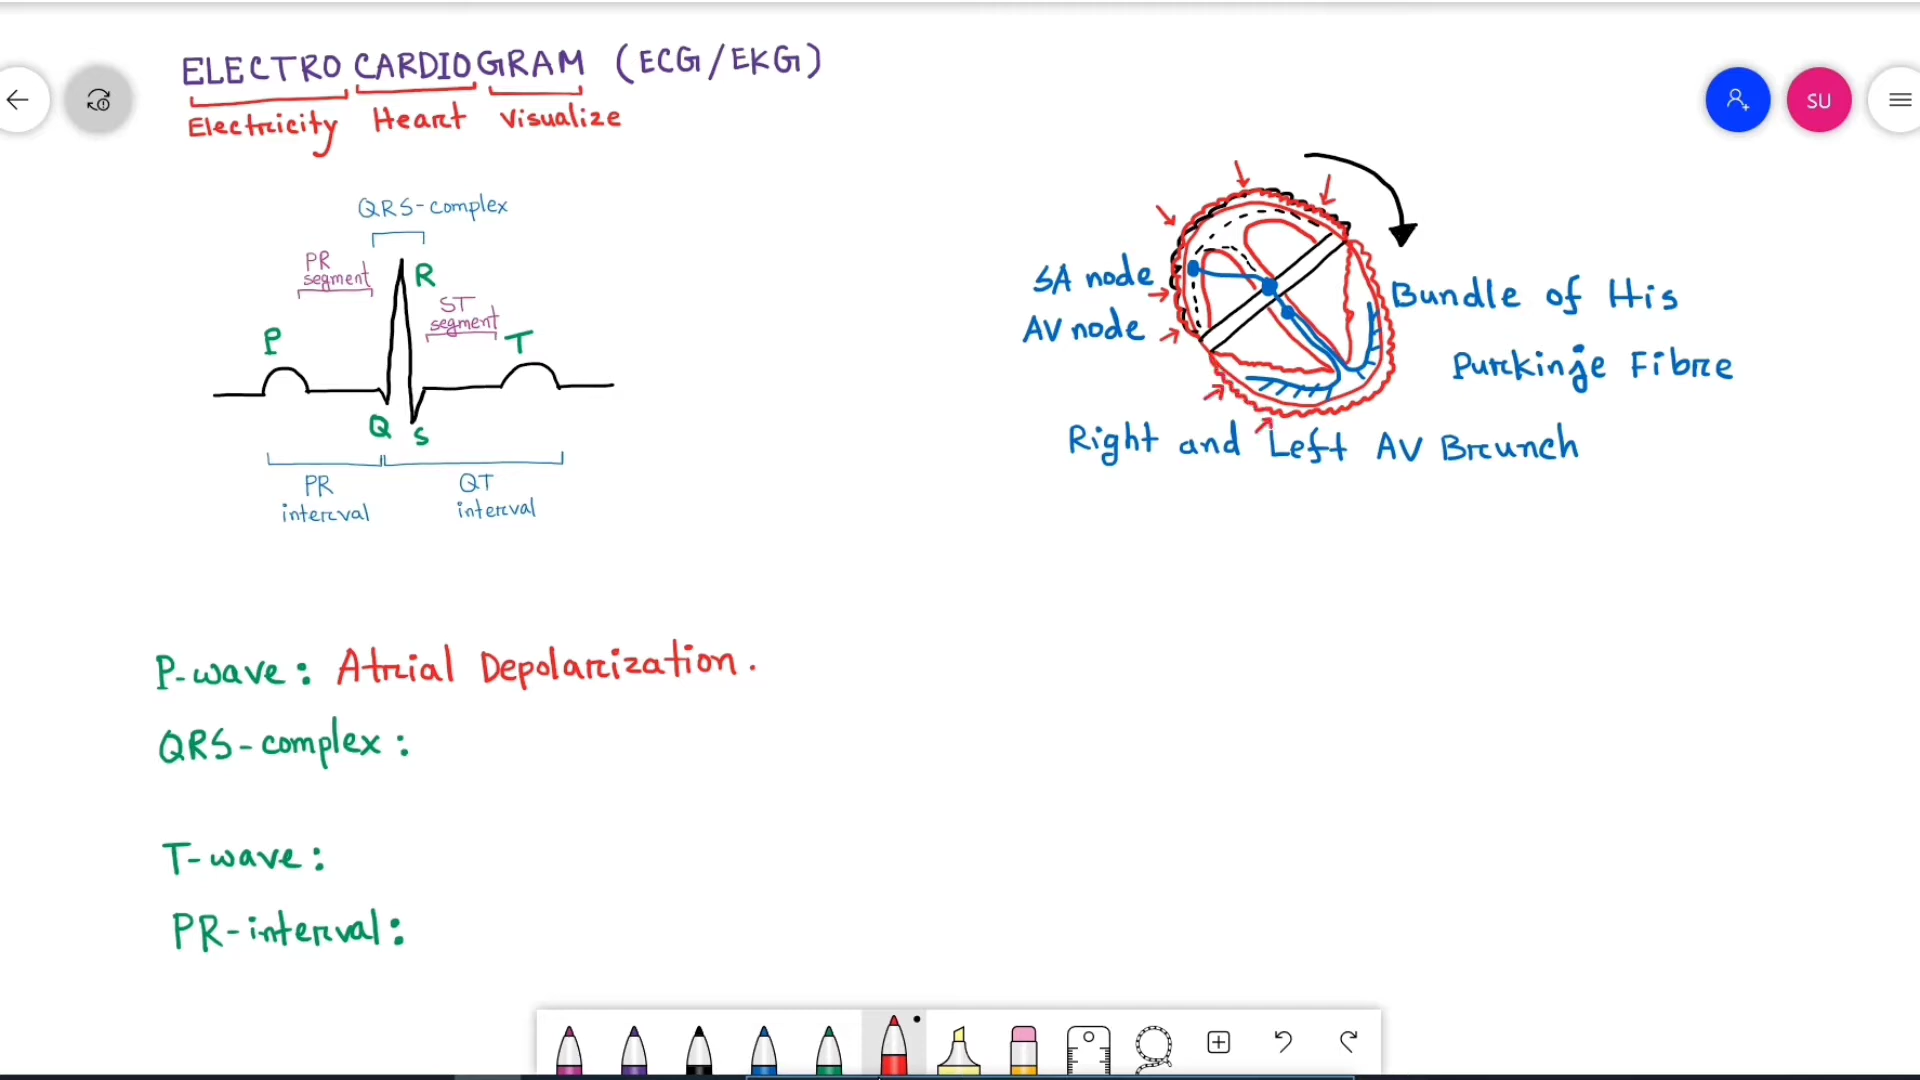 ELECTRO CARDIOGRAM (ECG/EKG)
Electricity Heart Visualize
SU
QRS-complex
PR
segment
R
ST
segment
P
T
Q
S
PR
interval
QT
interval
SA node
AV node
Bundle of His
Purkinje Fibre
Right and Left AV Brunch
P-wave: Atrial Depolarization.
QRS-complex:
T-wave:
PR-interval: